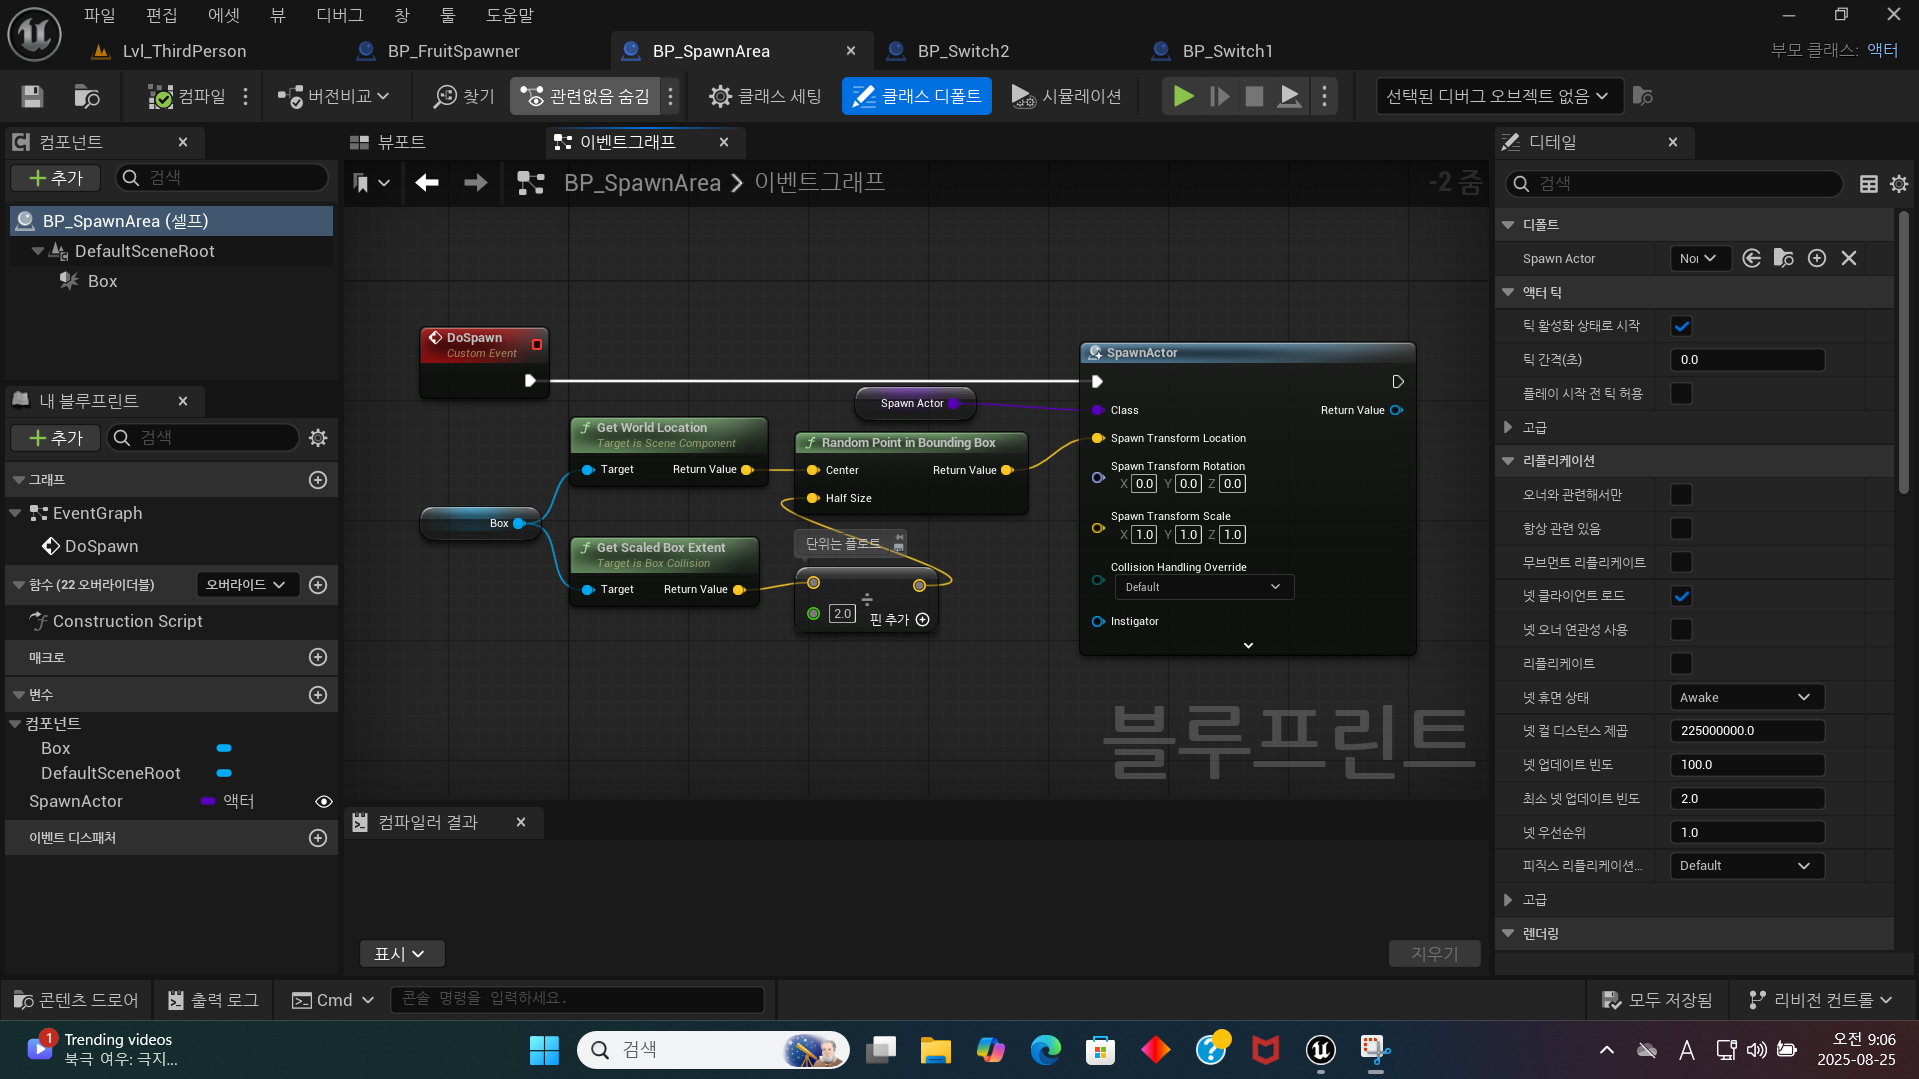 파일 편집 에셋 뷰 디버그 창 툴 도움말
Lvl_ThirdPerson BP_FruitSpawner BP_SpawnArea BP_Switch2 BP_Switch1 부모 클래스: 액터
컴파일 버전비교 찾기 관련없음 숨김 클래스 세팅 클래스 디폴트 시뮬레이션 선택된 디버그 오브젝트 없음
컴포넌트
추가 검색
BP_SpawnArea (셀프)
DefaultSceneRoot
Box
내 블루프린트
추가 검색
그래프
EventGraph
DoSpawn
함수 (22 오버라이더블) 오버라이드
Construction Script
매크로
변수
컴포넌트
Box
DefaultSceneRoot
SpawnActor 액터
이벤트 디스패처
뷰포트 이벤트그래프
BP_SpawnArea 이벤트그래프 -2 줌
DoSpawn
Custom Event
Spawn Actor
Get World Location
Target is Scene Component
Target Return Value
Random Point in Bounding Box
Center Return Value
Half Size
Box
Get Scaled Box Extent
Target is Box Collision
Target Return Value
단위는 플로트
÷
2.0 핀 추가
SpawnActor
Class Return Value
Spawn Transform Location
Spawn Transform Rotation
X 0.0 Y 0.0 Z 0.0
Spawn Transform Scale
X 1.0 Y 1.0 Z 1.0
Collision Handling Override
Default
Instigator
블루프린트
컴파일러 결과
표시 지우기
디테일
검색
디폴트
Spawn Actor
액터 틱
틱 활성화 상태로 시작
틱 간격(초) 0.0
플레이 시작 전 틱 허용
고급
리플리케이션
오너와 관련해서만
항상 관련 있음
무브먼트 리플리케이트
넷 클라이언트 로드
넷 오너 연관성 사용
리플리케이트
넷 휴면 상태 Awake
넷 컬 디스턴스 제곱 225000000.0
넷 업데이트 빈도 100.0
최소 넷 업데이트 빈도 2.0
넷 우선순위 1.0
피직스 리플리케이션... Default
고급
렌더링
콘텐츠 드로어 출력 로그 Cmd 콘솔 명령을 입력하세요. 모두 저장됨 리비전 컨트롤
1 Trending videos
북극 여우: 극지...
검색
A
오전 9:06
2025-08-25